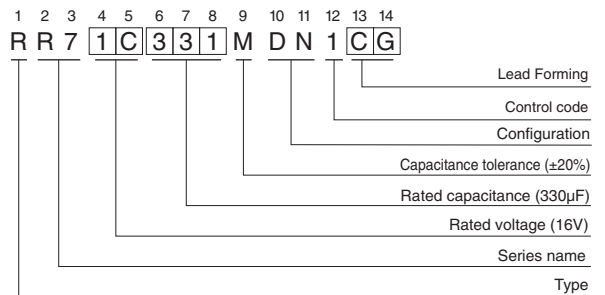 1 2 3 4 5 6 7 8 9 10 11 12 13 14
R R 7 1 C 3 3 1 M D N 1 C G
Lead Forming
Control code
Configuration
Capacitance tolerance (±20%)
Rated capacitance (330µF)
Rated voltage (16V)
Series name
Type